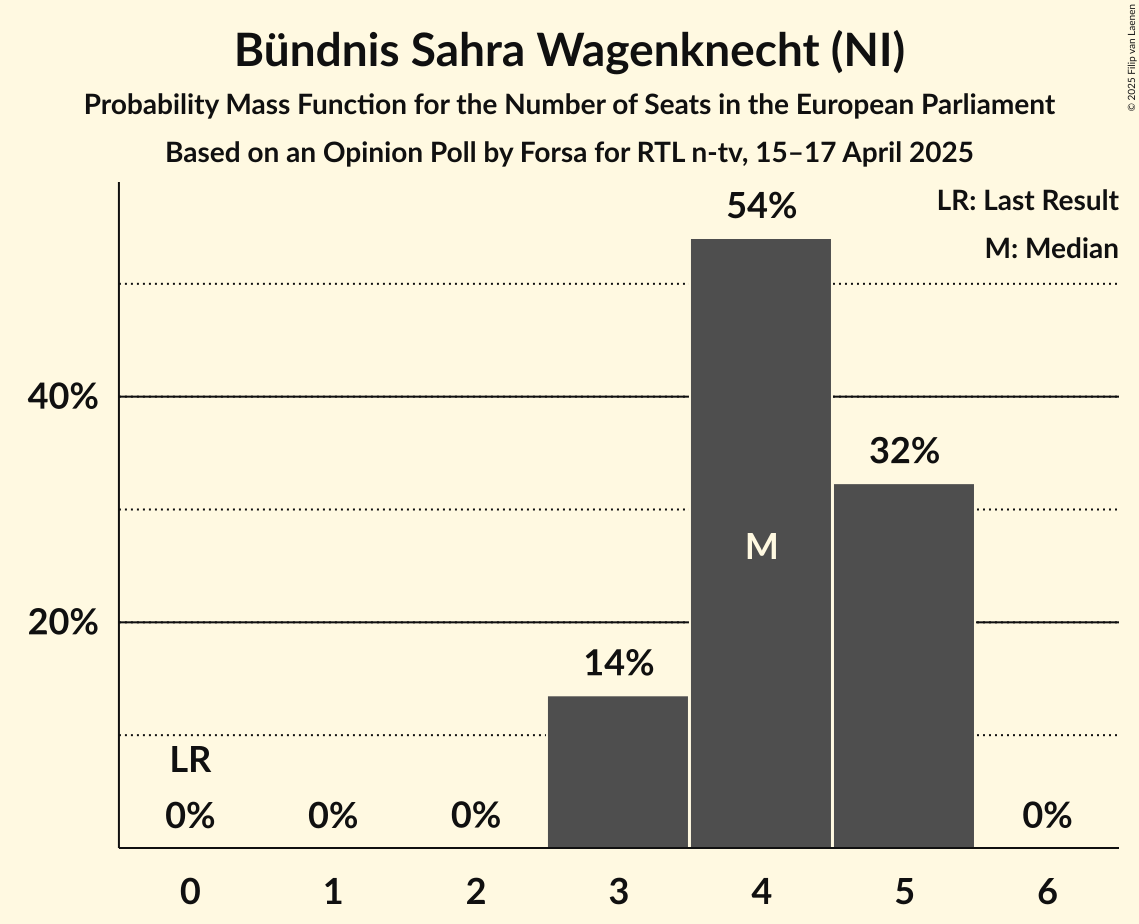 Bündnis Sahra Wagenknecht (NI)
Probability Mass Function for the Number of Seats in the European Parliament
Based on an Opinion Poll by Forsa for RTL n-tv, 15–17 April 2025
© 2025 Filip van Laenen
LR: Last Result
M: Median
54%
40%
32%
M
20%
14%
LR
0%
0%
0%
0%
0
1
2
3
4
5
6